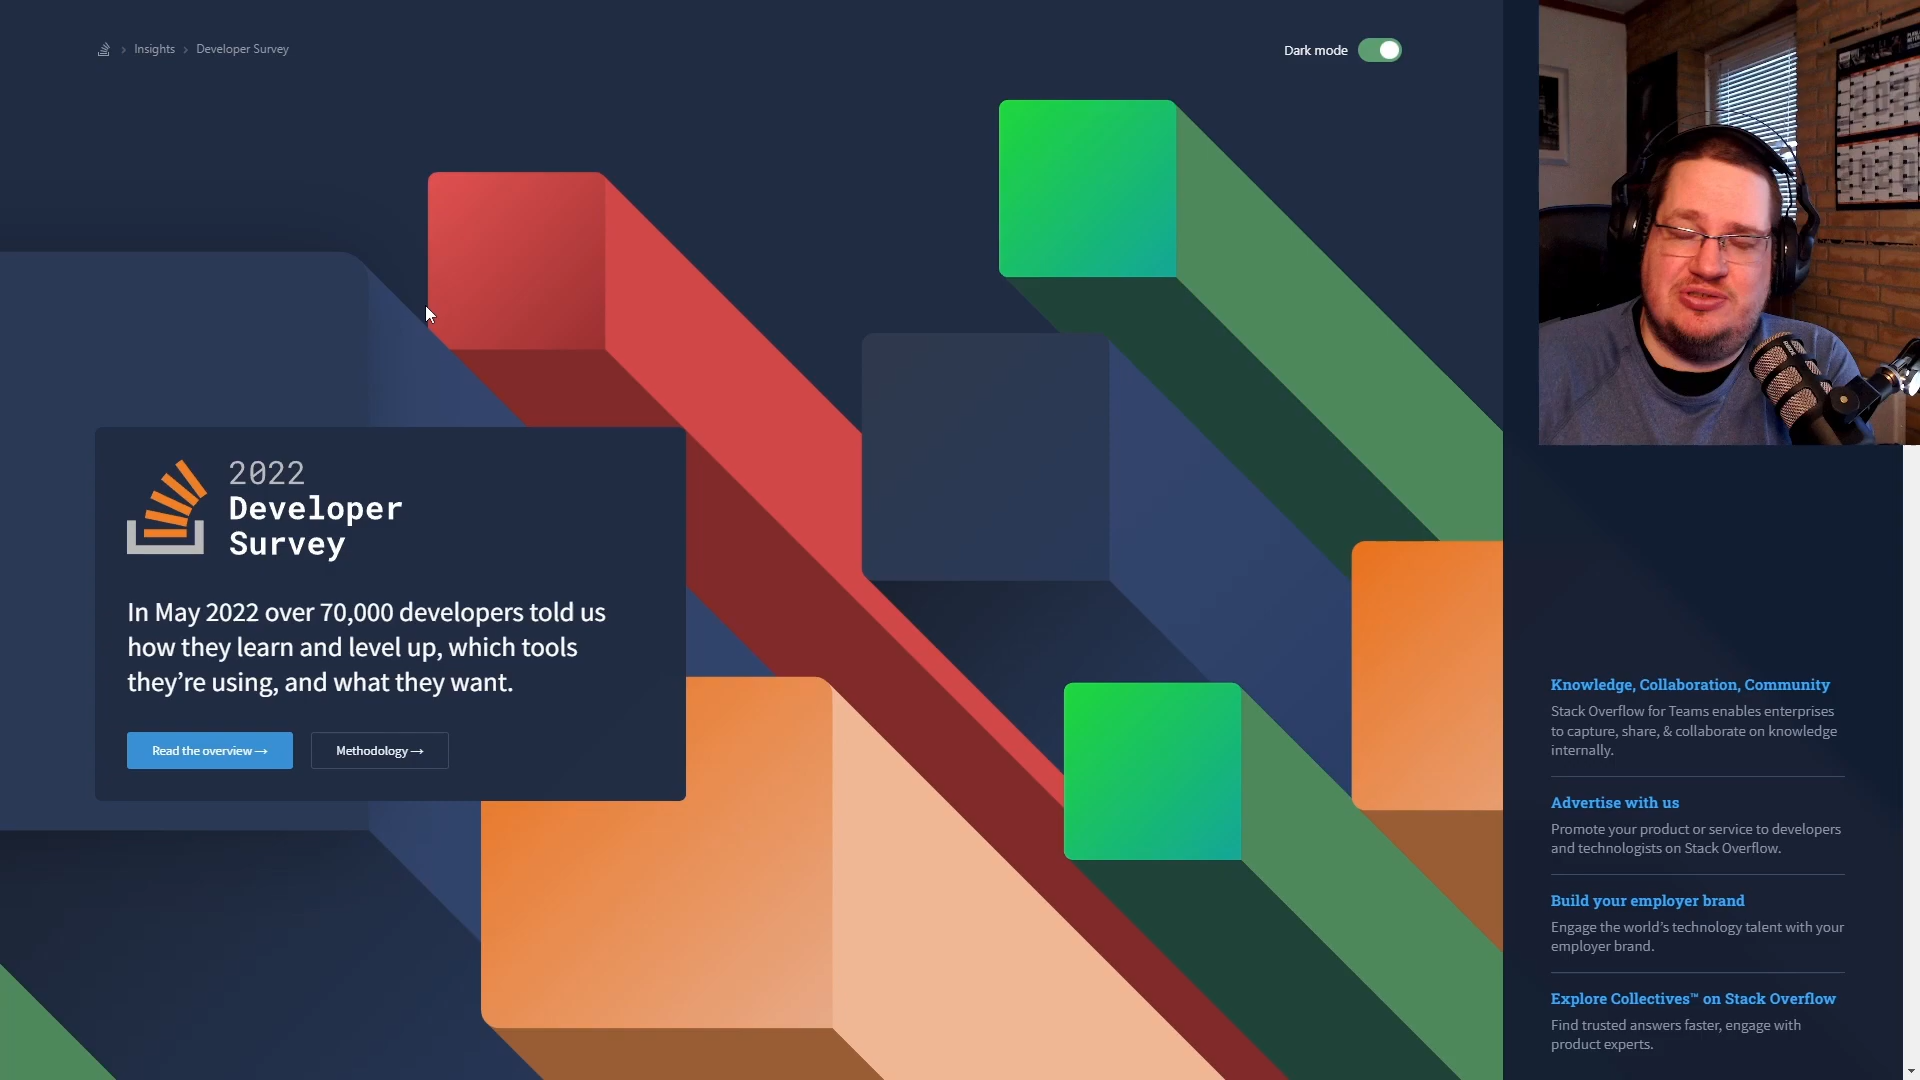 Insights
Developer Survey
Dark mode
2022
Developer
Survey
In May 2022 over 70,000 developers told us
how they learn and level up, which tools
they’re using, and what they want.
Read the overview →
Methodology →
Knowledge, Collaboration, Community
Stack Overflow for Teams enables enterprises
to capture, share, & collaborate on knowledge
internally.
Advertise with us
Promote your product or service to developers
and technologists on Stack Overflow.
Build your employer brand
Engage the world’s technology talent with your
employer brand.
Explore Collectives™ on Stack Overflow
Find trusted answers faster, engage with
product experts.